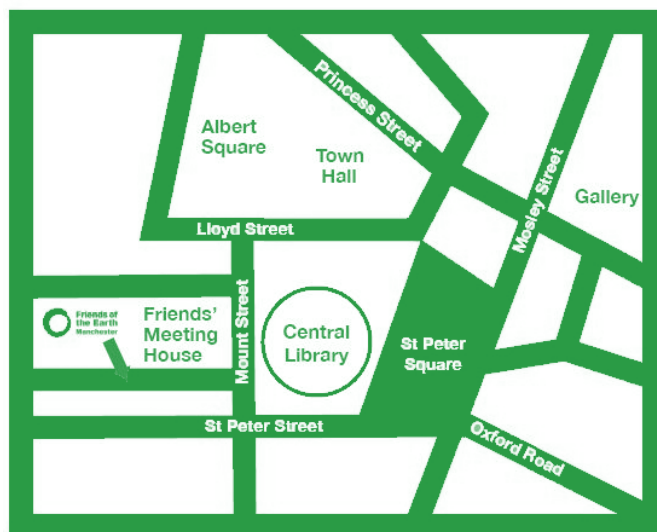 Princess Street
Albert
Square
Town
Hall
Mosley Street
Gallery
Lloyd Street
Friends of
the Earth
Manchester
Friends'
Meeting
House
Mount Street
Central
Library
St Peter
Square
St Peter Street
Oxford Road